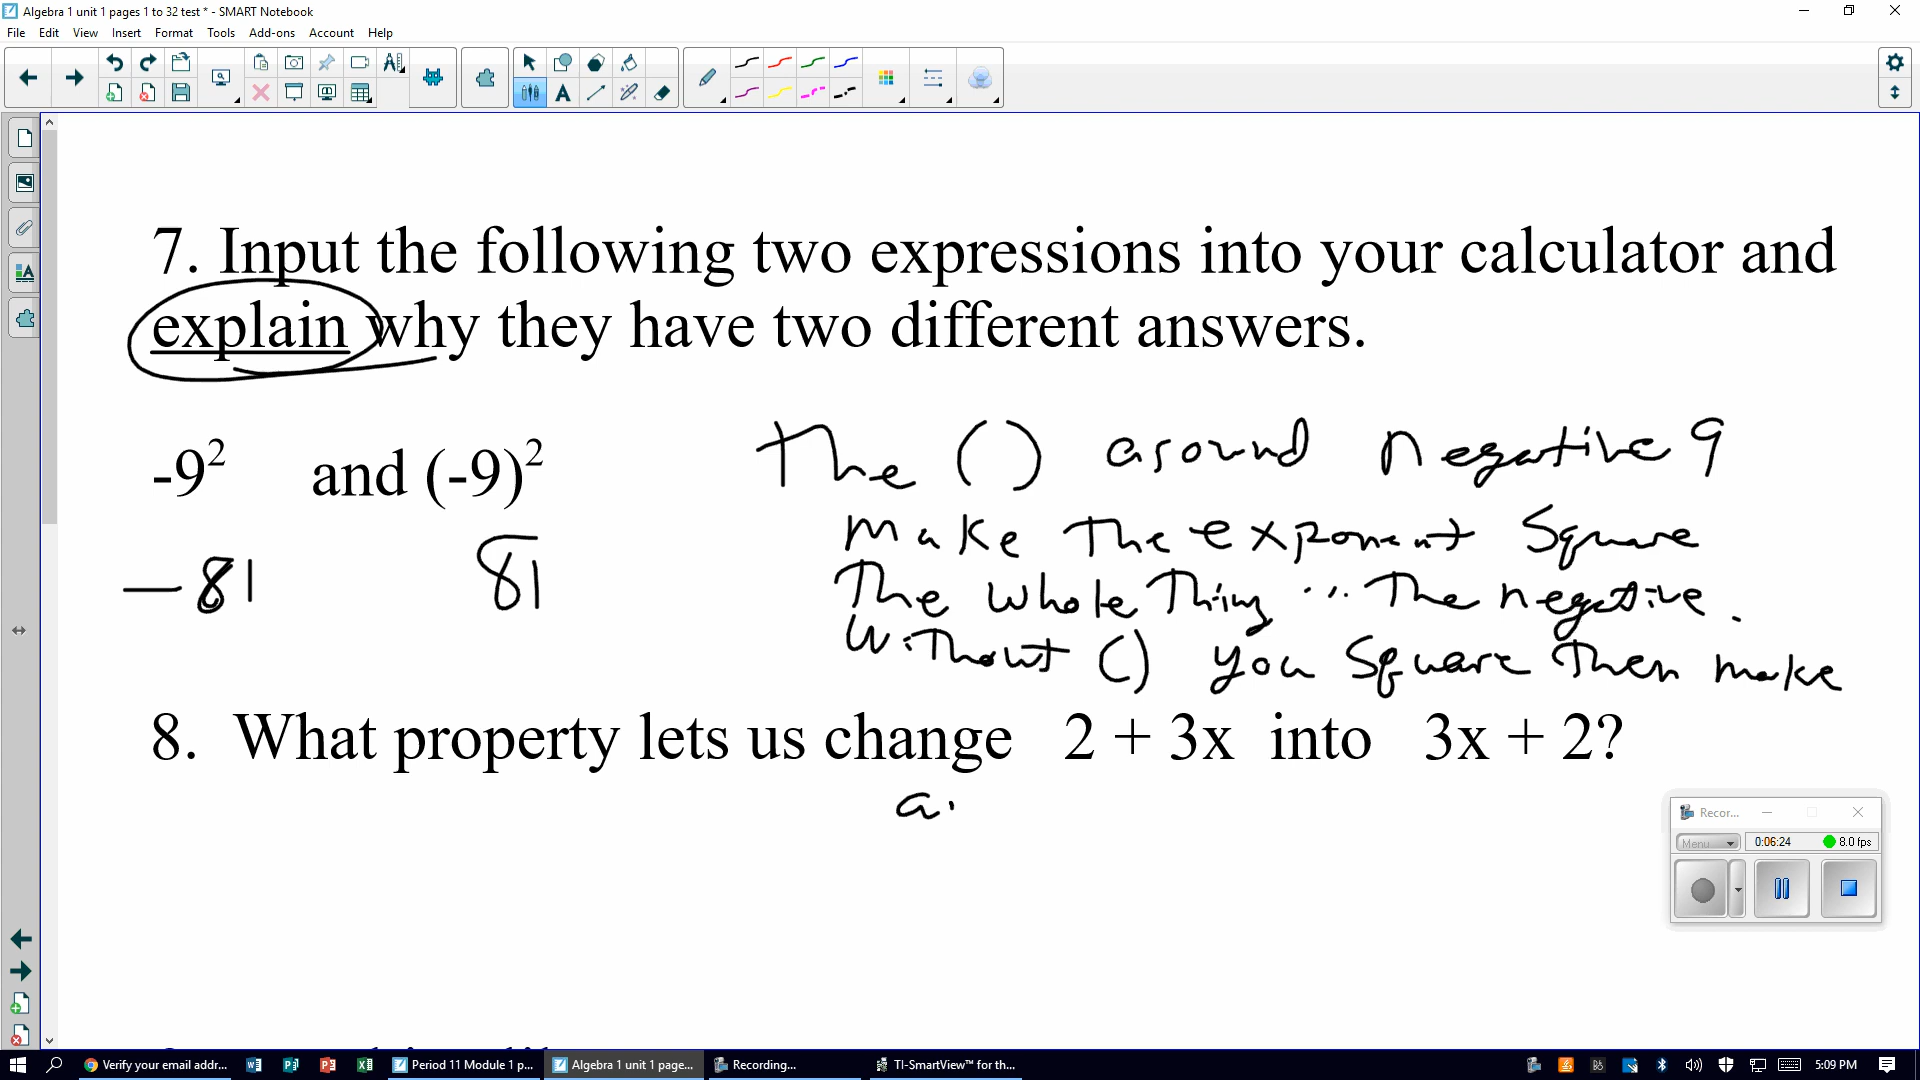 Algebra 1 unit 1 pages 1 to 32 test * - SMART Notebook
File Edit View Insert Format Tools Add-ons Account Help
7. Input the following two expressions into your calculator and
explain why they have two different answers.
-9² and (-9)²
The () around negative 9
make the exponent square
-81 81
The whole thing ... The negative.
without () you square then make
8. What property lets us change 2 + 3x into 3x + 2?
a
Recor...
Menu 0:06:24 8.0 fps
Verify your email addr... Period 11 Module 1 p... Algebra 1 unit 1 page... Recording... TI-SmartView™ for th... 5:09 PM